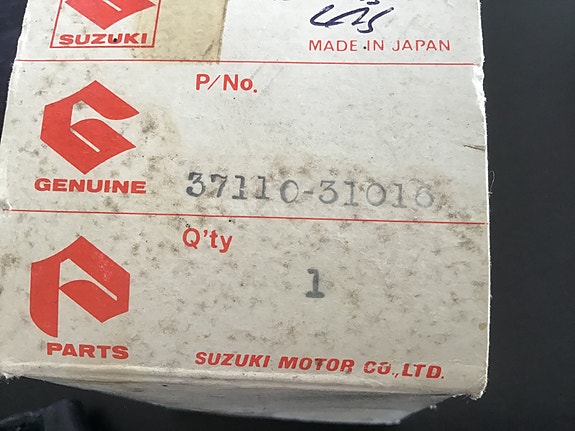 SUZUKI
MADE IN JAPAN
P/No.
GENUINE
37110-31016
Q'ty
1
PARTS
SUZUKI MOTOR CO.,LTD.